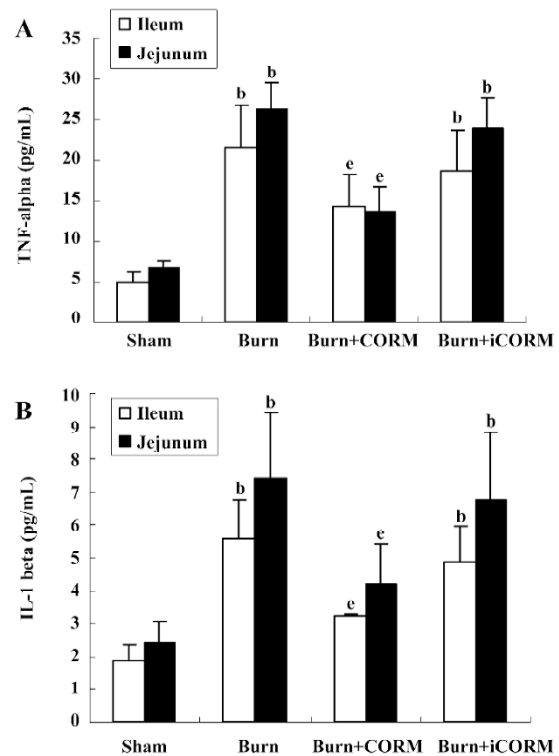 A
Ileum
Jejunum
TNF-alpha (pg/mL)
35
30
25
20
15
10
5
0
b
b
e
e
b
b
Sham Burn Burn+CORM Burn+iCORM
B
Ileum
Jejunum
IL-1 beta (pg/mL)
10
9
8
7
6
5
4
3
2
1
0
b
b
e
e
b
b
Sham Burn Burn+CORM Burn+iCORM